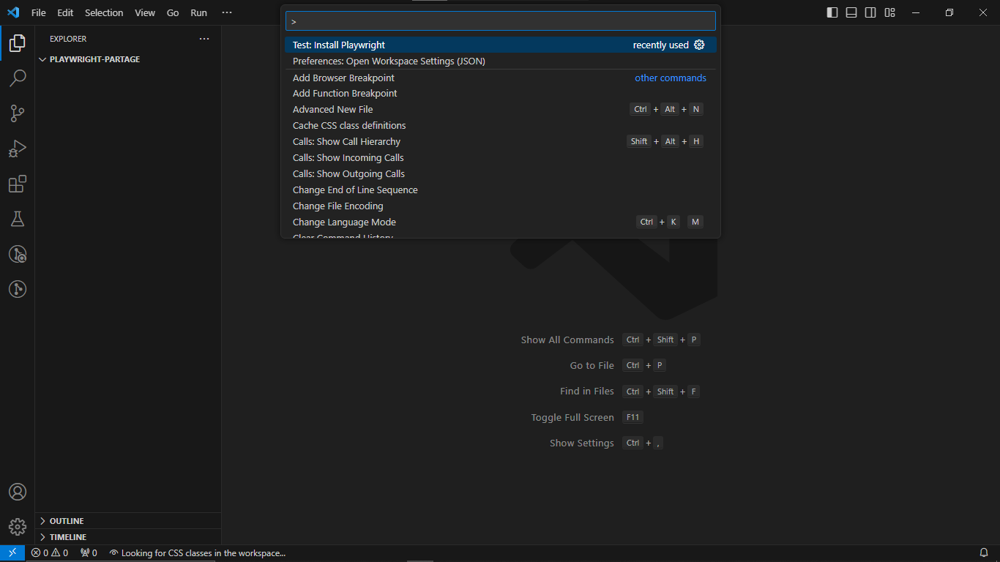 File Edit Selection View Go Run ···
>
EXPLORER ···
PLAYWRIGHT-PARTAGE
Test: Install Playwright recently used
Preferences: Open Workspace Settings (JSON)
Add Browser Breakpoint other commands
Add Function Breakpoint
Advanced New File Ctrl + Alt + N
Cache CSS class definitions
Calls: Show Call Hierarchy Shift + Alt + H
Calls: Show Incoming Calls
Calls: Show Outgoing Calls
Change End of Line Sequence
Change File Encoding
Change Language Mode Ctrl + K M
Clear Command History
Show All Commands Ctrl + Shift + P
Go to File Ctrl + P
Find in Files Ctrl + Shift + F
Toggle Full Screen F11
Show Settings Ctrl + ,
OUTLINE
TIMELINE
0 0 0 Looking for CSS classes in the workspace...